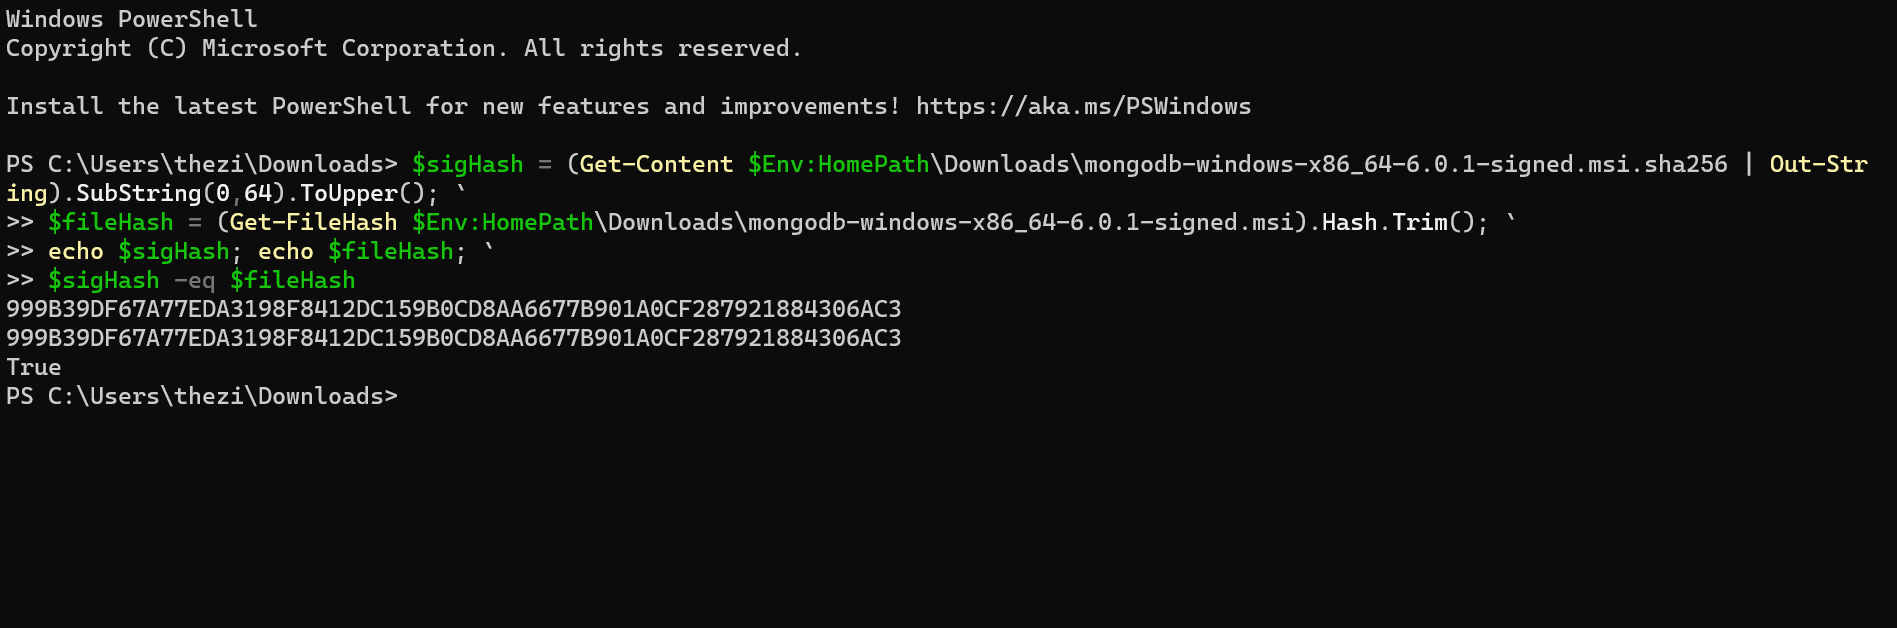 Windows PowerShell
Copyright (C) Microsoft Corporation. All rights reserved.
Install the latest PowerShell for new features and improvements! https://aka.ms/PSWindows
PS C:\Users\thezi\Downloads> $sigHash = (Get-Content $Env:HomePath\Downloads\mongodb-windows-x86_64-6.0.1-signed.msi.sha256 | Out-Str
ing).SubString(0,64).ToUpper(); `
>> $fileHash = (Get-FileHash $Env:HomePath\Downloads\mongodb-windows-x86_64-6.0.1-signed.msi).Hash.Trim(); `
>> echo $sigHash; echo $fileHash; `
>> $sigHash -eq $fileHash
999B39DF67A77EDA3198F8412DC159B0CD8AA6677B901A0CF287921884306AC3
999B39DF67A77EDA3198F8412DC159B0CD8AA6677B901A0CF287921884306AC3
True
PS C:\Users\thezi\Downloads>